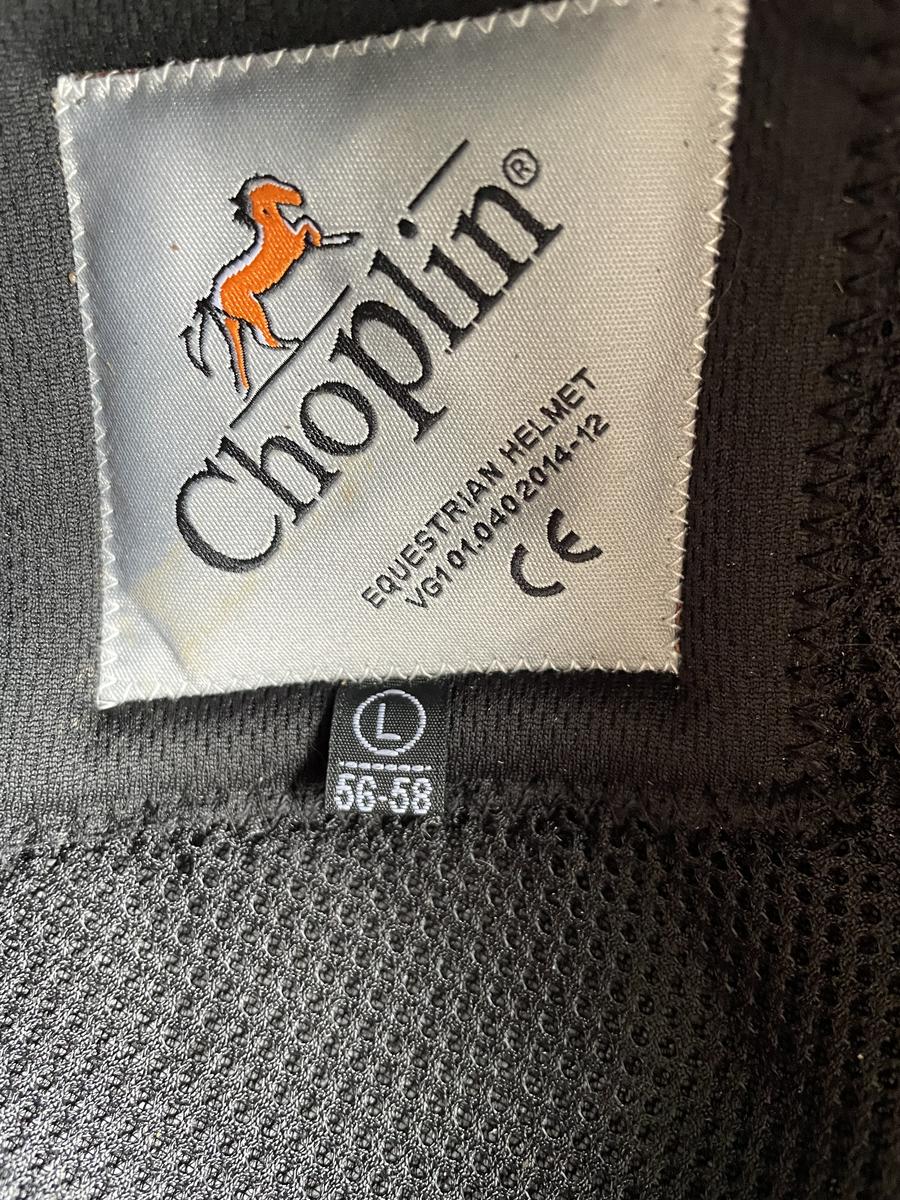 Choplin®
EQUESTRIAN HELMET
VG1 01.040 2014-12
CE
L
56-58